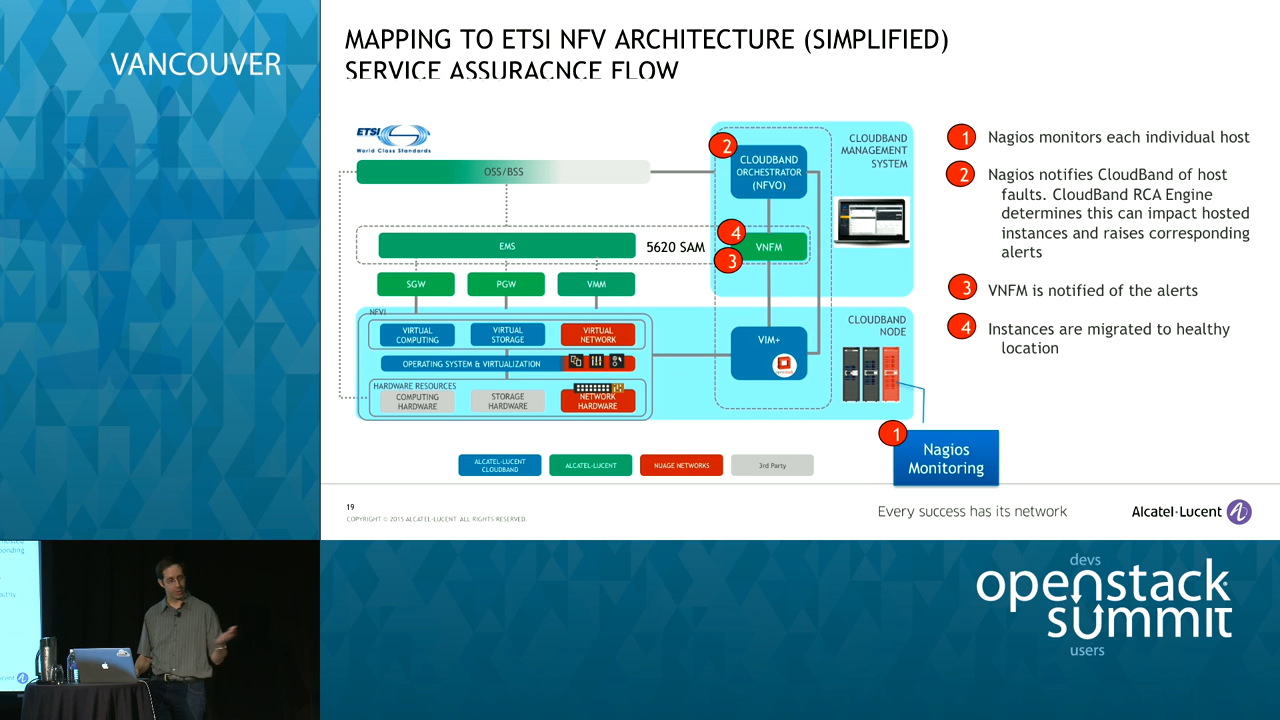 VANCOUVER
MAPPING TO ETSI NFV ARCHITECTURE (SIMPLIFIED)
SERVICE ASSURACNCE FLOW
ETSI
World Class Standards
OSS/BSS
EMS
5620 SAM
SGW
PGW
VMM
NFVI
VIRTUAL
COMPUTING
VIRTUAL
STORAGE
VIRTUAL
NETWORK
OPERATING SYSTEM & VIRTUALIZATION
HARDWARE RESOURCES
COMPUTING
HARDWARE
STORAGE
HARDWARE
NETWORK
HARDWARE
2
CLOUDBAND
ORCHESTRATOR
(NFVO)
CLOUDBAND
MANAGEMENT
SYSTEM
4
VNFM
3
VIM+
openstack
CLOUDBAND
NODE
1
Nagios
Monitoring
ALCATEL-LUCENT
CLOUDBAND
ALCATEL-LUCENT
NUAGE NETWORKS
3rd Party
1 Nagios monitors each individual host
2 Nagios notifies CloudBand of host
faults. CloudBand RCA Engine
determines this can impact hosted
instances and raises corresponding
alerts
3 VNFM is notified of the alerts
4 Instances are migrated to healthy
location
19
COPYRIGHT © 2015 ALCATEL-LUCENT. ALL RIGHTS RESERVED.
Every success has its network
Alcatel·Lucent
devs
openstack
summit
users